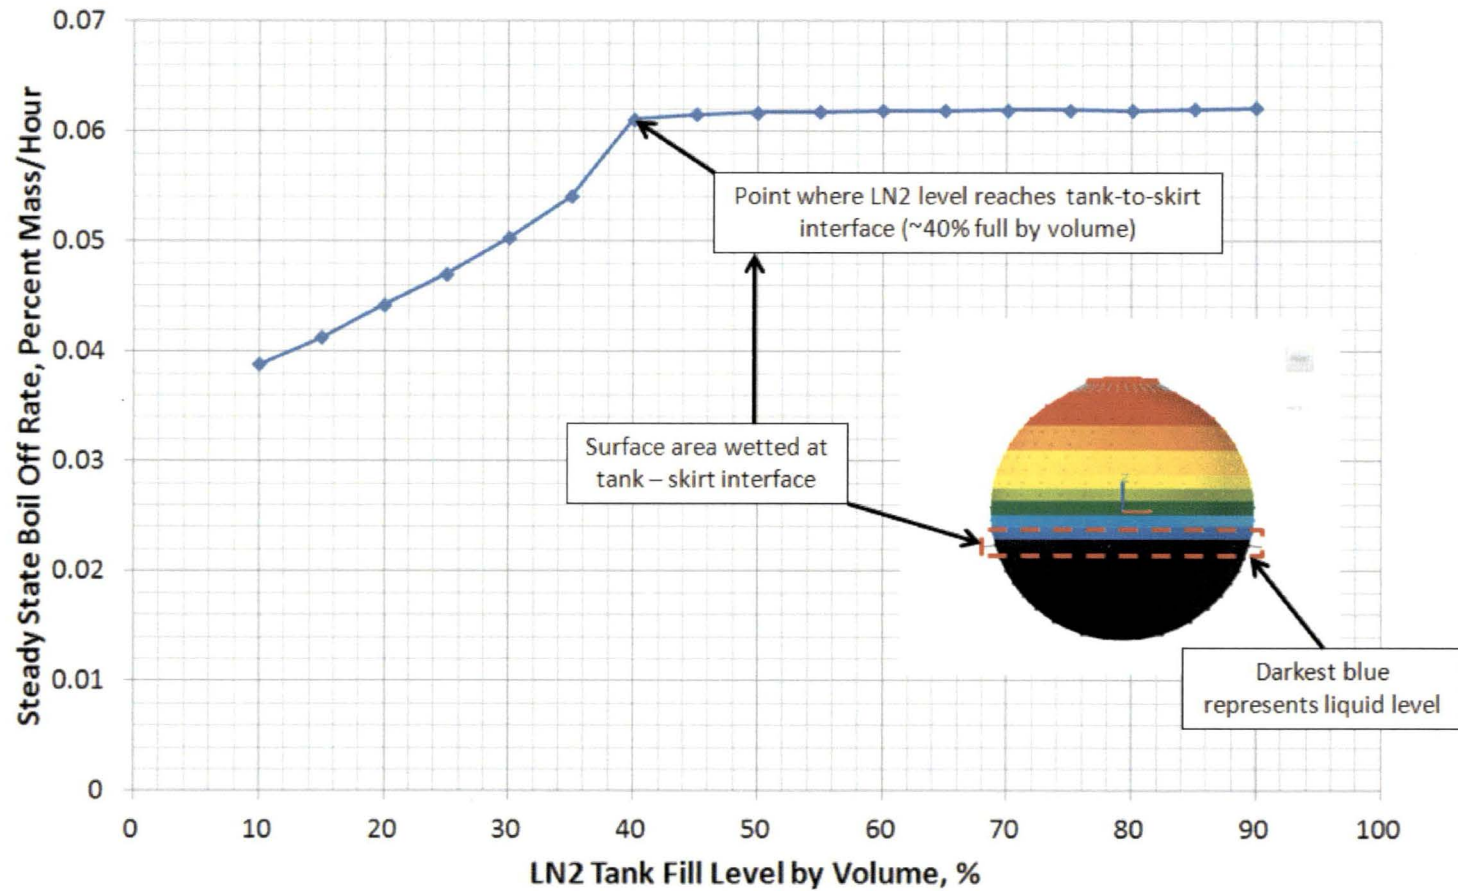 0.07
0.06
0.05
0.04
0.03
0.02
0.01
0
Steady State Boil Off Rate, Percent Mass/Hour
Point where LN2 level reaches tank-to-skirt
interface (~40% full by volume)
Surface area wetted at
tank – skirt interface
Z
Darkest blue
represents liquid level
0 10 20 30 40 50 60 70 80 90 100
LN2 Tank Fill Level by Volume, %